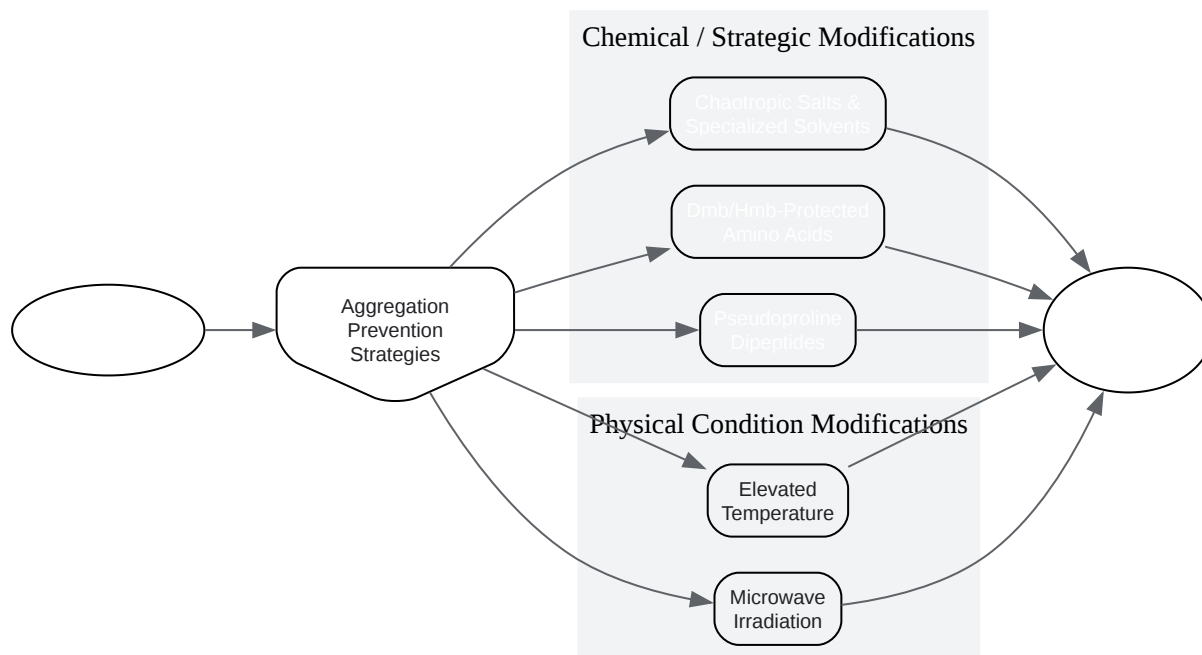 Chemical / Strategic Modifications
Chaotropic Salts &
Specialized Solvents
Dmb/Hmb-Protected
Amino Acids
Pseudoproline
Dipeptides
Aggregation
Prevention
Strategies
Physical Condition Modifications
Elevated
Temperature
Microwave
Irradiation